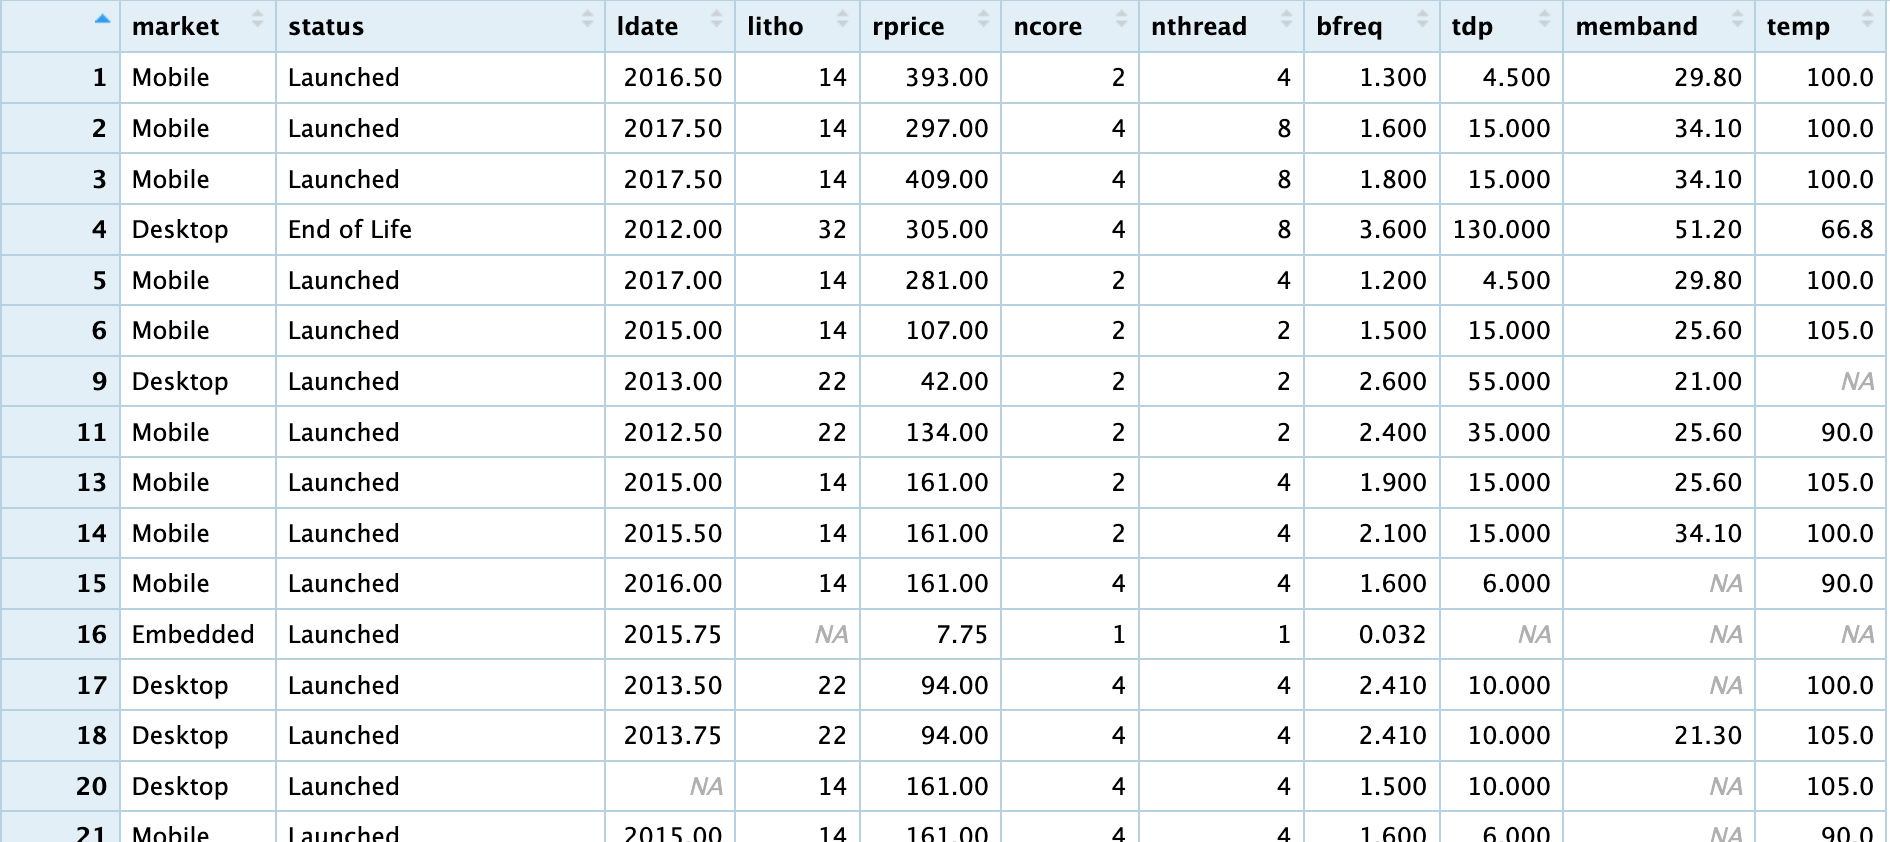 market status ldate litho rprice ncore nthread bfreq tdp memband temp
1 Mobile Launched 2016.50 14 393.00 2 4 1.300 4.500 29.80 100.0
2 Mobile Launched 2017.50 14 297.00 4 8 1.600 15.000 34.10 100.0
3 Mobile Launched 2017.50 14 409.00 4 8 1.800 15.000 34.10 100.0
4 Desktop End of Life 2012.00 32 305.00 4 8 3.600 130.000 51.20 66.8
5 Mobile Launched 2017.00 14 281.00 2 4 1.200 4.500 29.80 100.0
6 Mobile Launched 2015.00 14 107.00 2 2 1.500 15.000 25.60 105.0
9 Desktop Launched 2013.00 22 42.00 2 2 2.600 55.000 21.00 NA
11 Mobile Launched 2012.50 22 134.00 2 2 2.400 35.000 25.60 90.0
13 Mobile Launched 2015.00 14 161.00 2 4 1.900 15.000 25.60 105.0
14 Mobile Launched 2015.50 14 161.00 2 4 2.100 15.000 34.10 100.0
15 Mobile Launched 2016.00 14 161.00 4 4 1.600 6.000 NA 90.0
16 Embedded Launched 2015.75 NA 7.75 1 1 0.032 NA NA NA
17 Desktop Launched 2013.50 22 94.00 4 4 2.410 10.000 NA 100.0
18 Desktop Launched 2013.75 22 94.00 4 4 2.410 10.000 21.30 105.0
20 Desktop Launched NA 14 161.00 4 4 1.500 10.000 NA 105.0
21 Mobile Launched 2015.00 14 161.00 4 4 1.600 6.000 NA 90.0